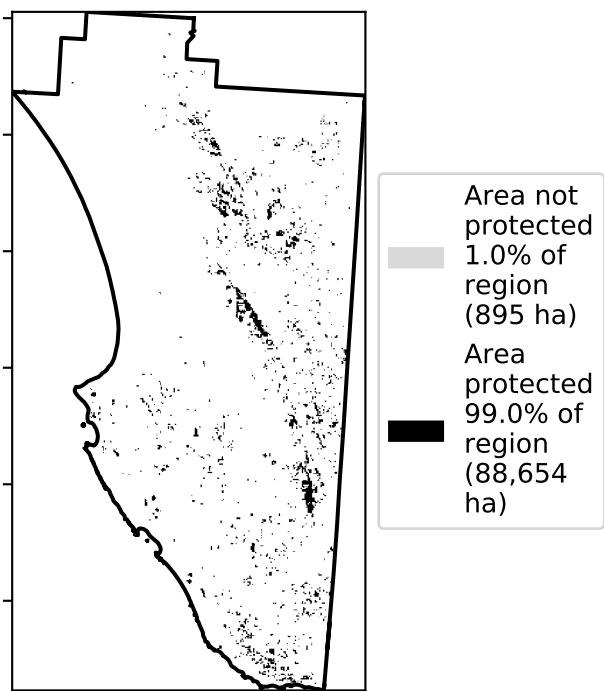 Area not
protected
1.0% of
region
(895 ha)
Area
protected
99.0% of
region
(88,654
ha)